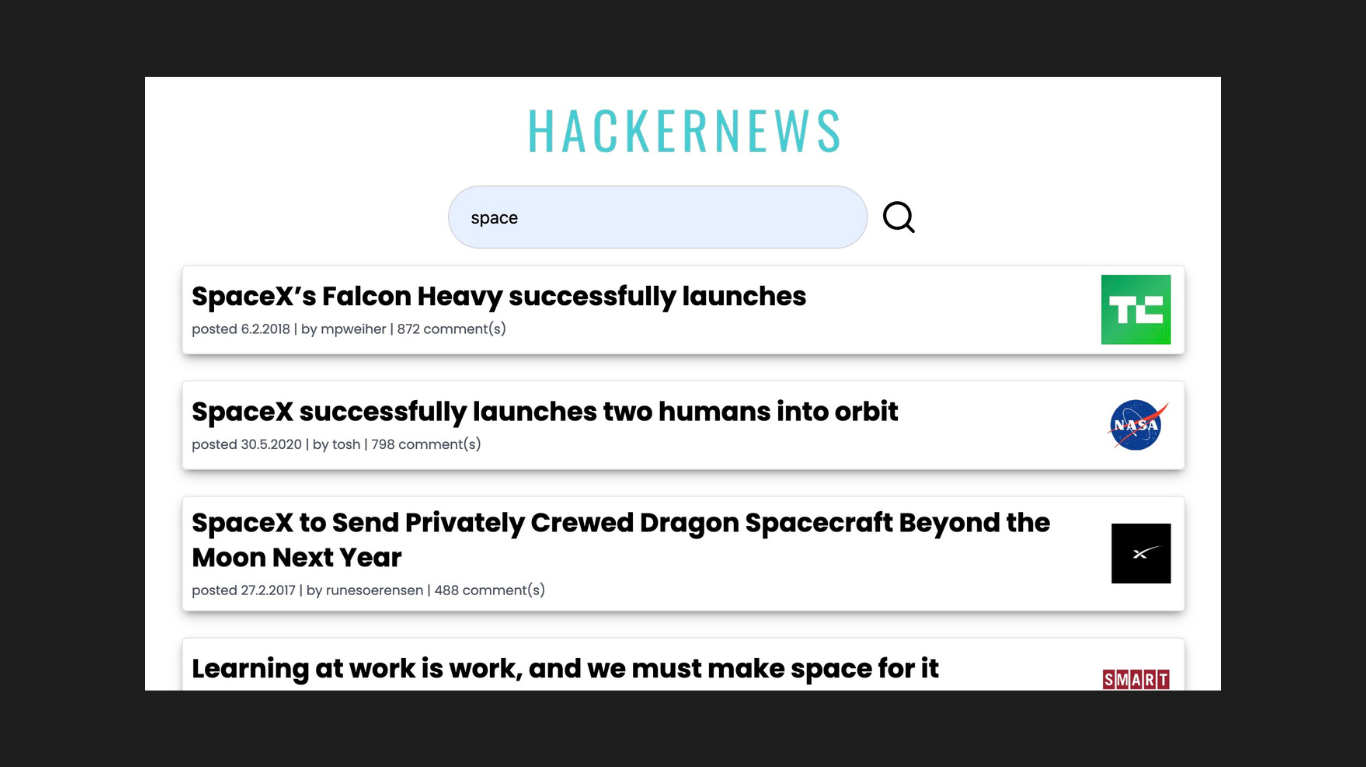 HACKERNEWS
space
SpaceX’s Falcon Heavy successfully launches
posted 6.2.2018 | by mpweiher | 872 comment(s)
TC
SpaceX successfully launches two humans into orbit
posted 30.5.2020 | by tosh | 798 comment(s)
NASA
SpaceX to Send Privately Crewed Dragon Spacecraft Beyond the
Moon Next Year
posted 27.2.2017 | by runesoerensen | 488 comment(s)
X
Learning at work is work, and we must make space for it
SMART